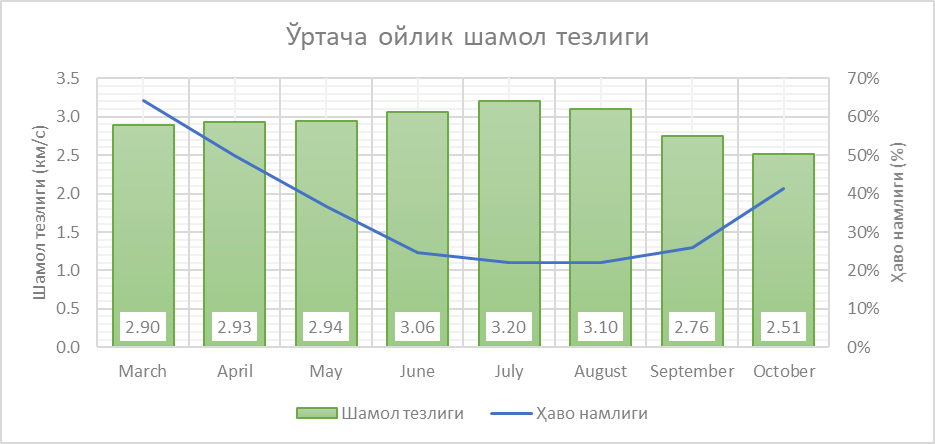 Ўртача ойлик шамол тезлиги
Шамол тезлиги (км/с)
3.5
3.0
2.5
2.0
1.5
1.0
0.5
0.0
2.90
2.93
2.94
3.06
3.20
3.10
2.76
2.51
70%
60%
50%
40%
30%
20%
10%
0%
Ҳаво намлиги (%)
March
April
May
June
July
August
September
October
Шамол тезлиги
Ҳаво намлиги